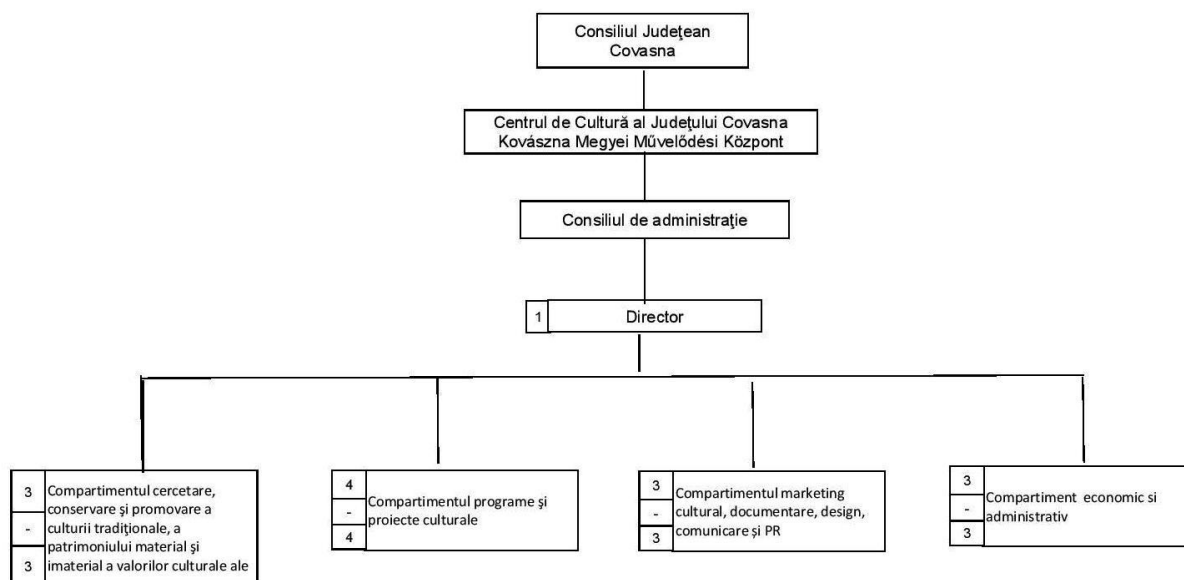 Consiliul Judeţean
Covasna
Centrul de Cultură al Judeţului Covasna
Kovászna Megyei Művelődési Központ
Consiliul de administraţie
1
Director
3
-
3
Compartimentul cercetare,
conservare şi promovare a
culturii tradiţionale, a
patrimoniului material şi
imaterial a valorilor culturale ale
4
-
4
Compartimentul programe şi
proiecte culturale
3
-
3
Compartimentul marketing
cultural, documentare, design,
comunicare și PR
3
-
3
Compartiment economic si
administrativ